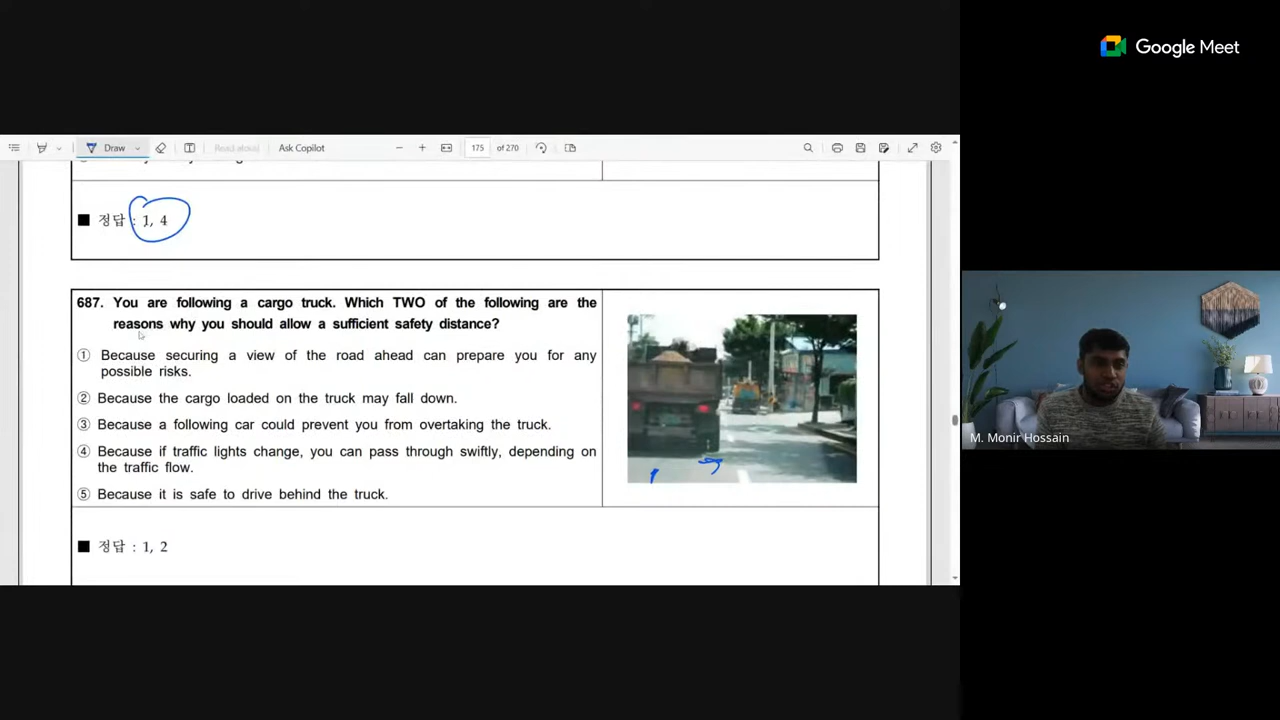 Google Meet
Draw
Read aloud
Ask Copilot
175 of 270
■ 정답 : 1, 4
687. You are following a cargo truck. Which TWO of the following are the
reasons why you should allow a sufficient safety distance?
① Because securing a view of the road ahead can prepare you for any
possible risks.
② Because the cargo loaded on the truck may fall down.
③ Because a following car could prevent you from overtaking the truck.
④ Because if traffic lights change, you can pass through swiftly, depending on
the traffic flow.
⑤ Because it is safe to drive behind the truck.
■ 정답 : 1, 2
M. Monir Hossain